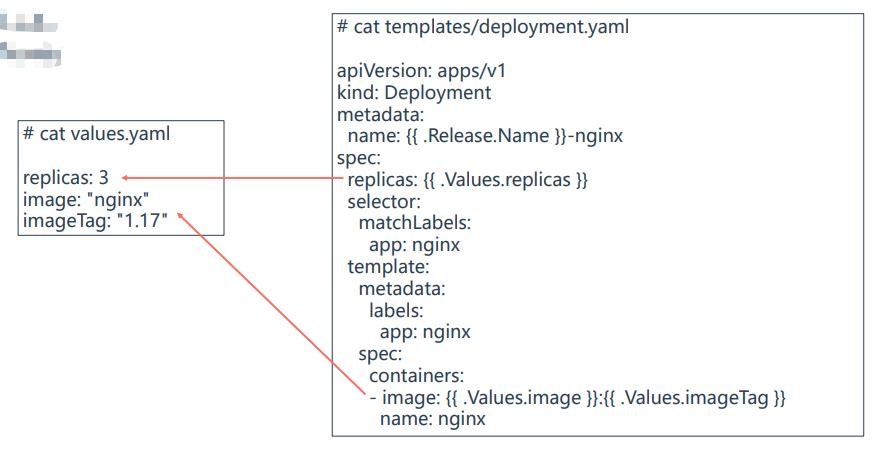 # cat values.yaml
replicas: 3
image: "nginx"
imageTag: "1.17"
# cat templates/deployment.yaml
apiVersion: apps/v1
kind: Deployment
metadata:
  name: {{ .Release.Name }}-nginx
spec:
  replicas: {{ .Values.replicas }}
  selector:
    matchLabels:
      app: nginx
  template:
    metadata:
      labels:
        app: nginx
    spec:
      containers:
      - image: {{ .Values.image }}:{{ .Values.imageTag }}
        name: nginx